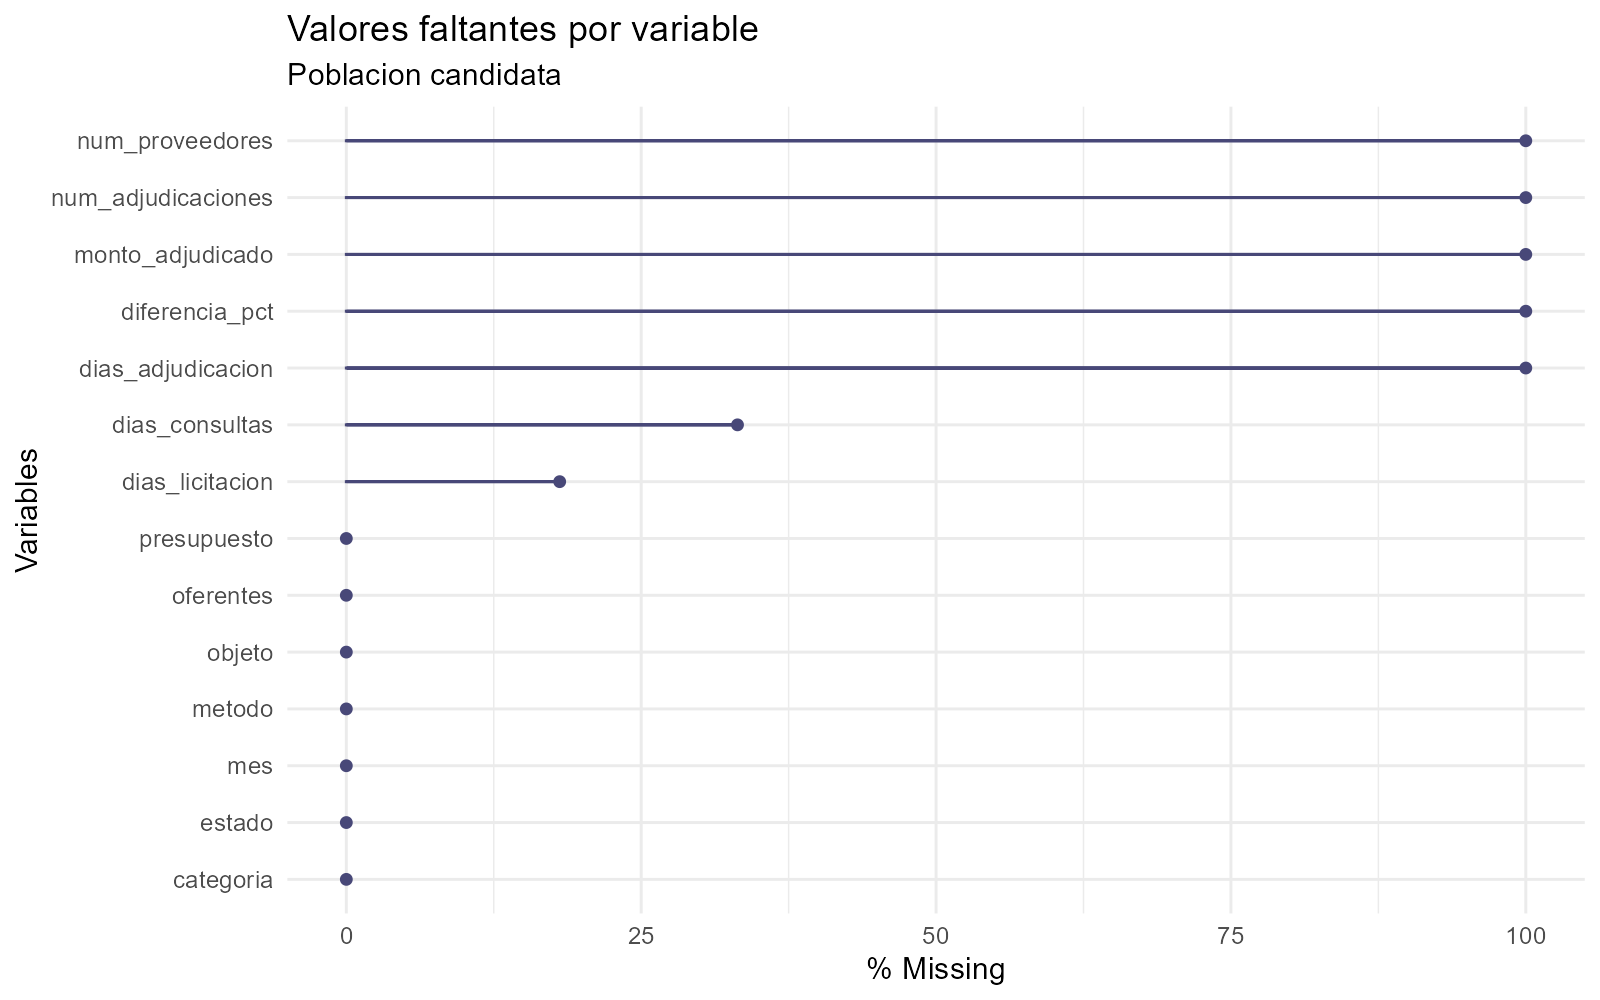 Valores faltantes por variable
Poblacion candidata
num_proveedores
num_adjudicaciones
monto_adjudicado
diferencia_pct
dias_adjudicacion
dias_consultas
dias_licitacion
presupuesto
oferentes
objeto
metodo
mes
estado
categoria
Variables
0 25 50 75 100
% Missing